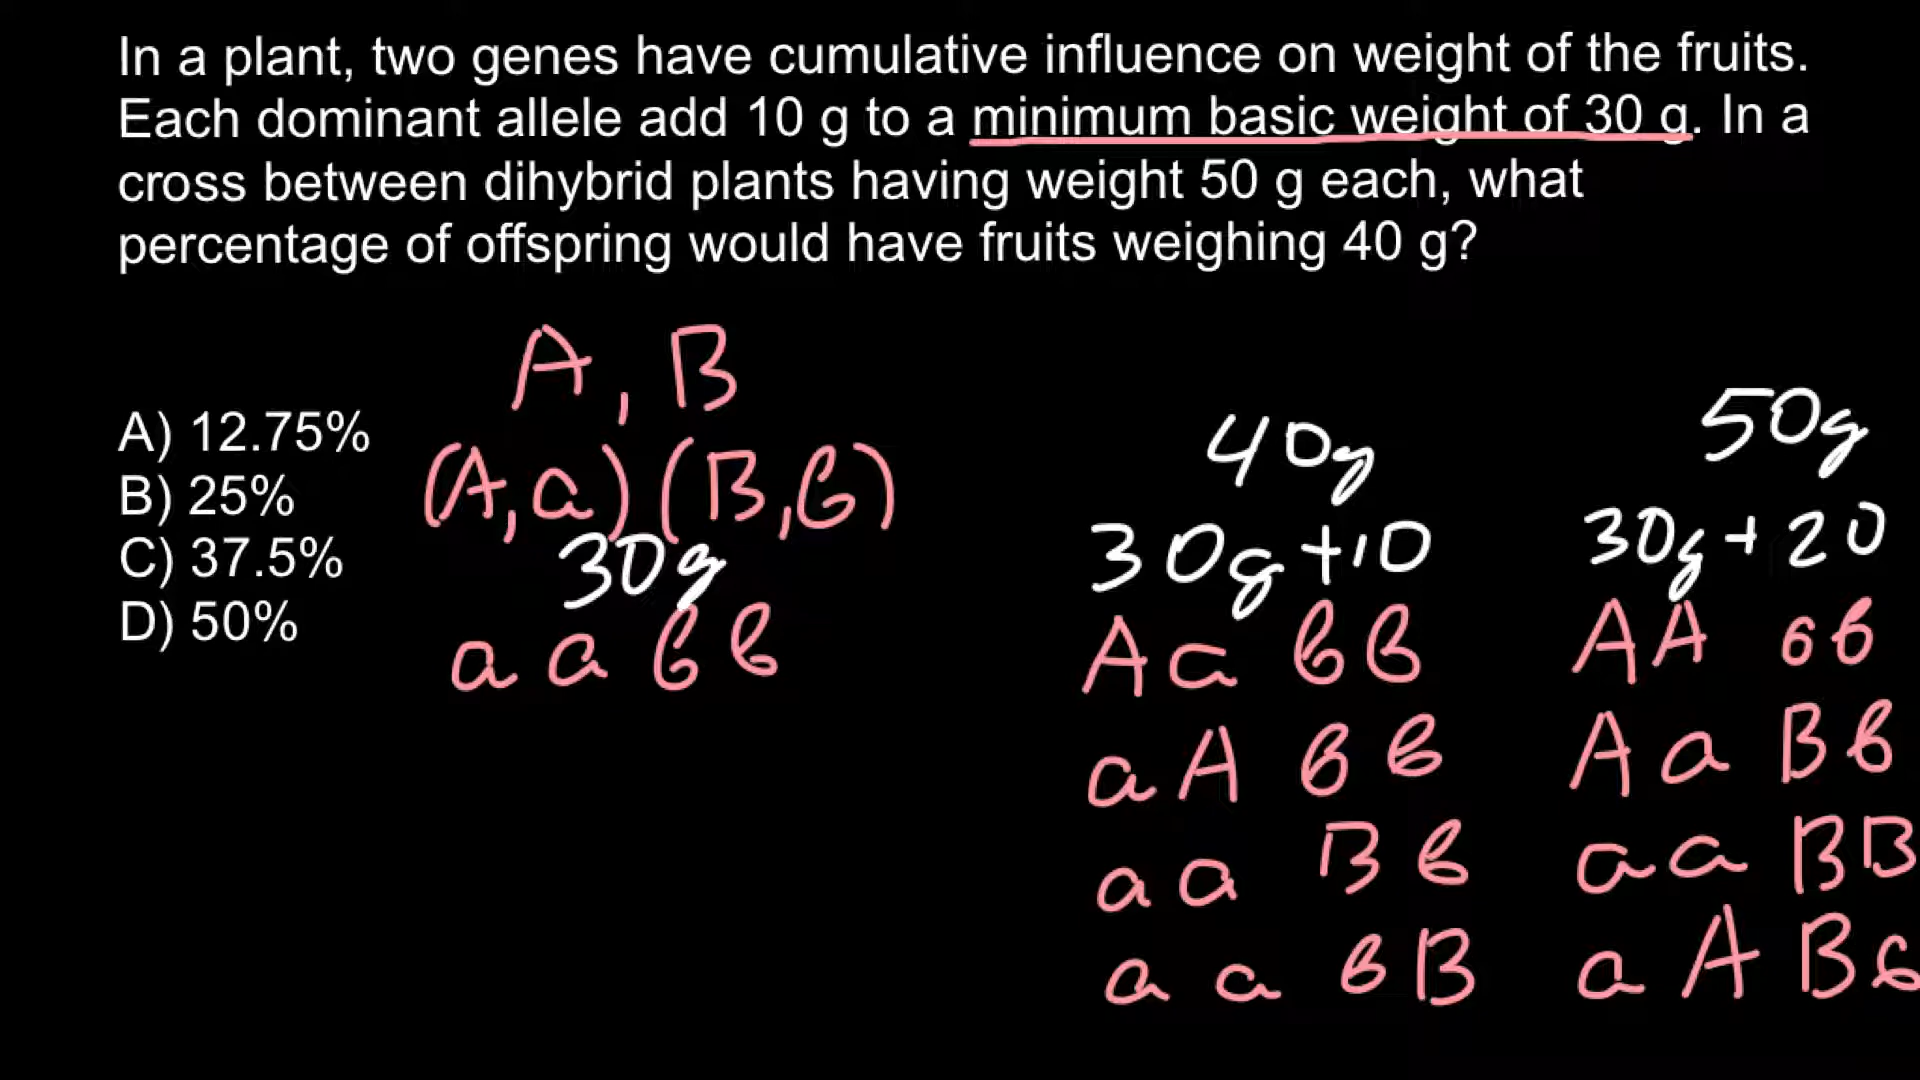 In a plant, two genes have cumulative influence on weight of the fruits.
Each dominant allele add 10 g to a minimum basic weight of 30 g. In a
cross between dihybrid plants having weight 50 g each, what
percentage of offspring would have fruits weighing 40 g?
A) 12.75%
B) 25%
C) 37.5%
D) 50%
A, B
(A,a) (B,b)
30g
a a b b
40g
30g+10
A a b b
a A b b
a a B b
a a b B
50g
30g+20
A A b b
A a B b
a a B B
a A B b